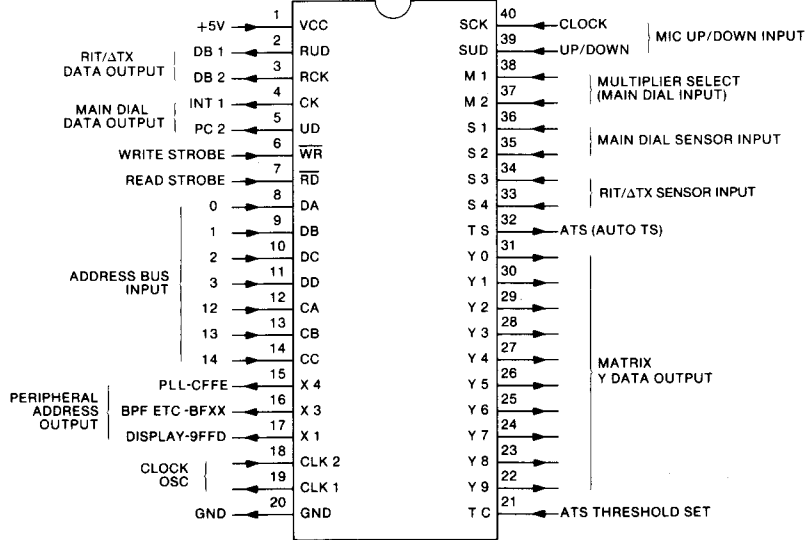 +5V 1 VCC
RIT/ΔTX DATA OUTPUT
DB 1 2 RUD
DB 2 3 RCK
MAIN DIAL DATA OUTPUT
INT 1 4 CK
PC 2 5 UD
WRITE STROBE 6 WR
READ STROBE 7 RD
ADDRESS BUS INPUT
0 8 DA
1 9 DB
2 10 DC
3 11 DD
12 12 CA
13 13 CB
14 14 CC
PERIPHERAL ADDRESS OUTPUT
PLL-CFFE 15 X 4
BPF ETC-BFXX 16 X 3
DISPLAY-9FFD 17 X 1
CLOCK OSC
18 CLK 2
19 CLK 1
GND 20 GND
SCK 40 CLOCK
SUD 39 UP/DOWN
MIC UP/DOWN INPUT
M 1 38
M 2 37
MULTIPLIER SELECT
(MAIN DIAL INPUT)
S 1 36
S 2 35
MAIN DIAL SENSOR INPUT
S 3 34
S 4 33
RIT/ΔTX SENSOR INPUT
T S 32 ATS (AUTO TS)
Y 0 31
Y 1 30
Y 2 29
Y 3 28
Y 4 27
Y 5 26
Y 6 25
Y 7 24
Y 8 23
Y 9 22
MATRIX
Y DATA OUTPUT
T C 21 ATS THRESHOLD SET